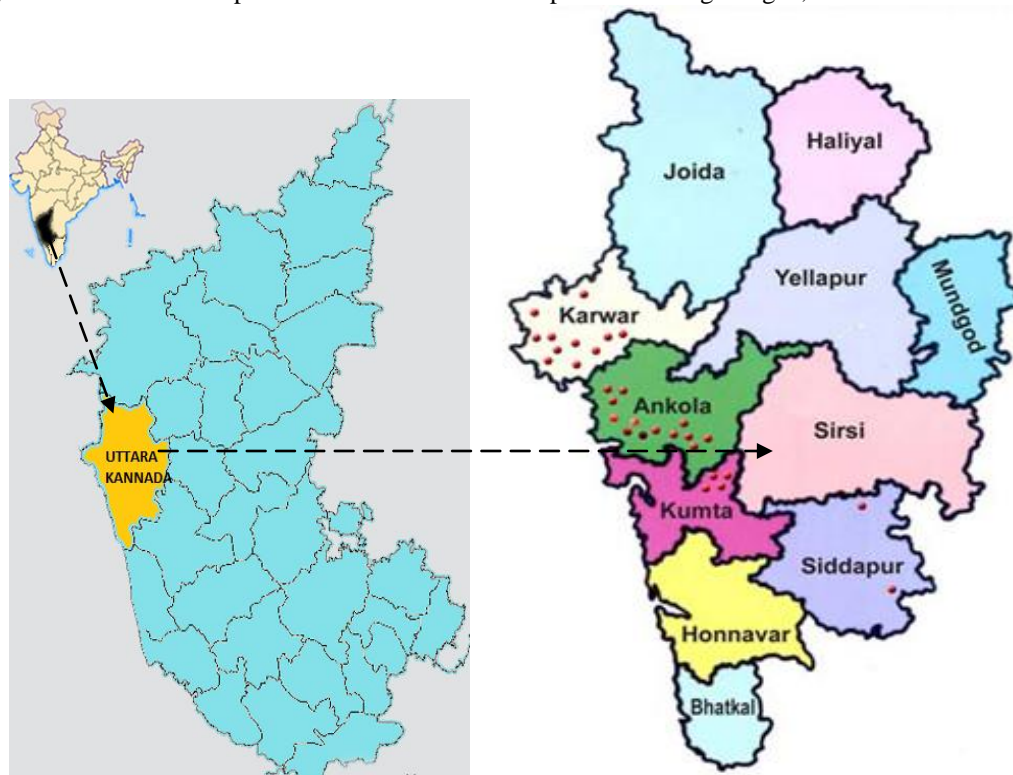 Joida
Haliyal
Yellapur
Mundgod
Karwar
Ankola
Sirsi
UTTARA
KANNADA
Kumta
Siddapur
Honnavar
Bhatkal